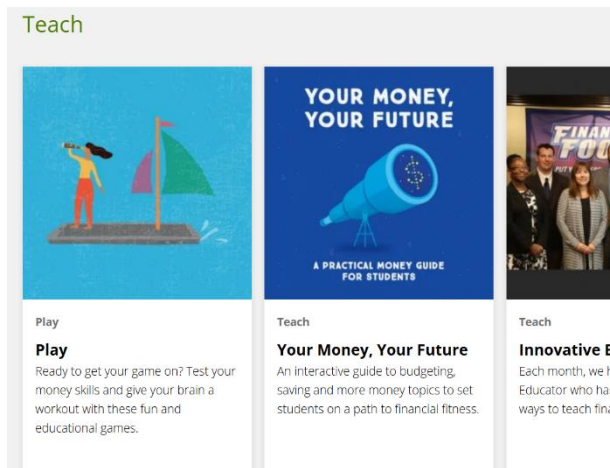 Teach
YOUR MONEY,
YOUR FUTURE
$
A PRACTICAL MONEY GUIDE
FOR STUDENTS
Play
Play
Ready to get your game on? Test your
money skills and give your brain a
workout with these fun and
educational games.
Teach
Your Money, Your Future
An interactive guide to budgeting,
saving and more money topics to set
students on a path to financial fitness.
FINAN
FOO
Teach
Innovative
Each month, we
Educator who
ways to teach